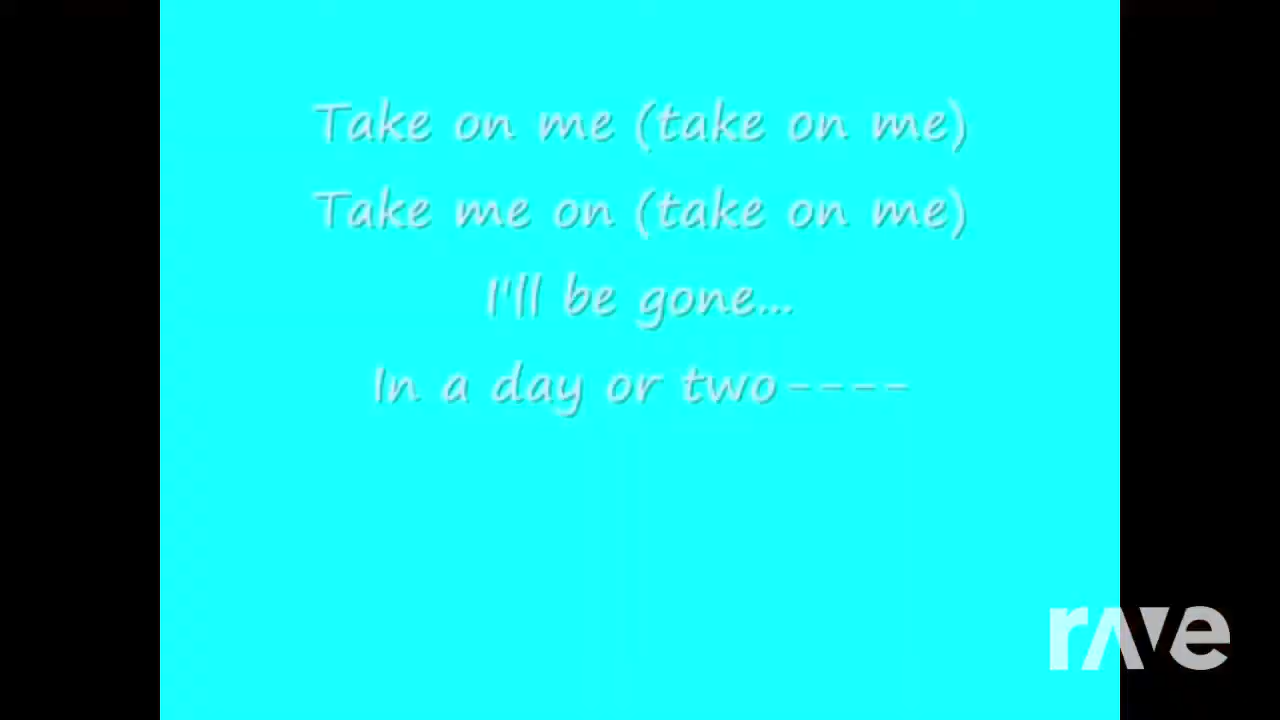 Take on me (take on me)
Take me on (take on me)
I'll be gone...
In a day or two----
rave